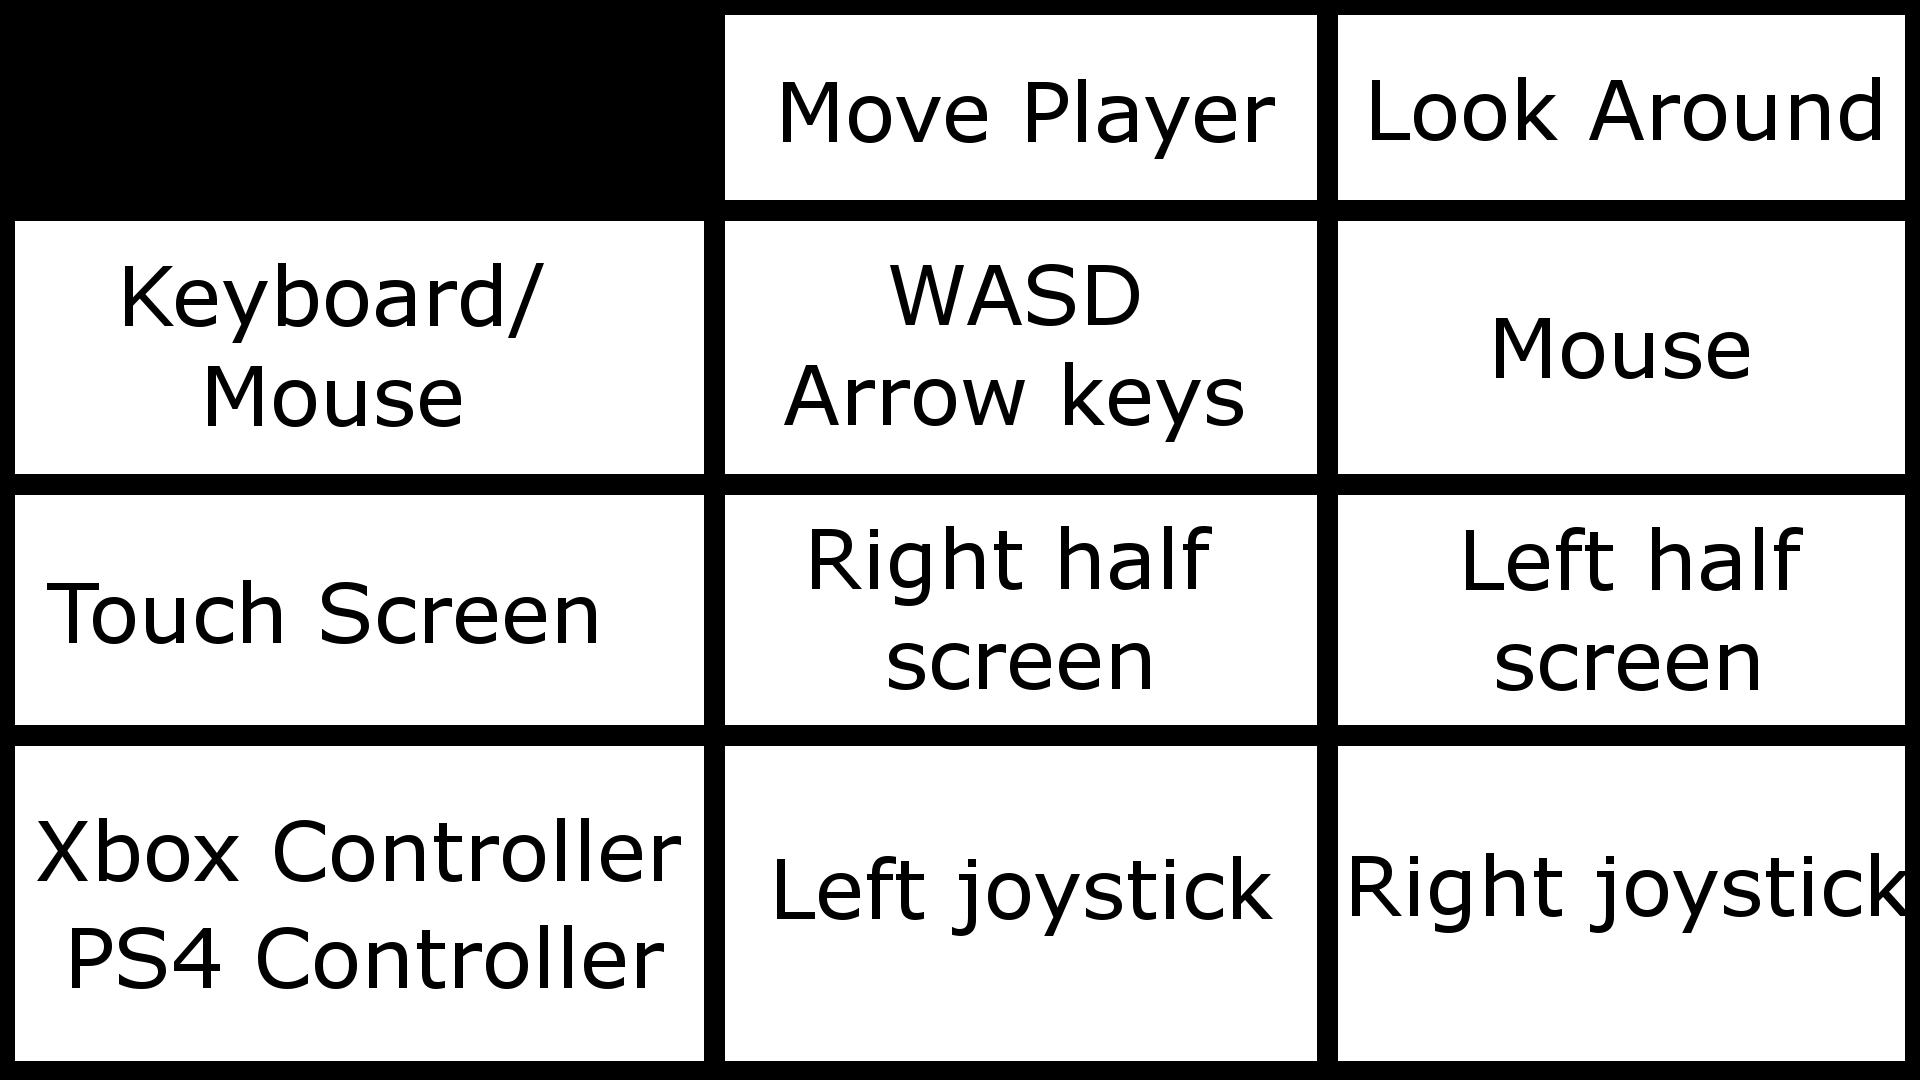 Move Player
Look Around
Keyboard/
Mouse
WASD
Arrow keys
Mouse
Touch Screen
Right half
screen
Left half
screen
Xbox Controller
PS4 Controller
Left joystick
Right joystick